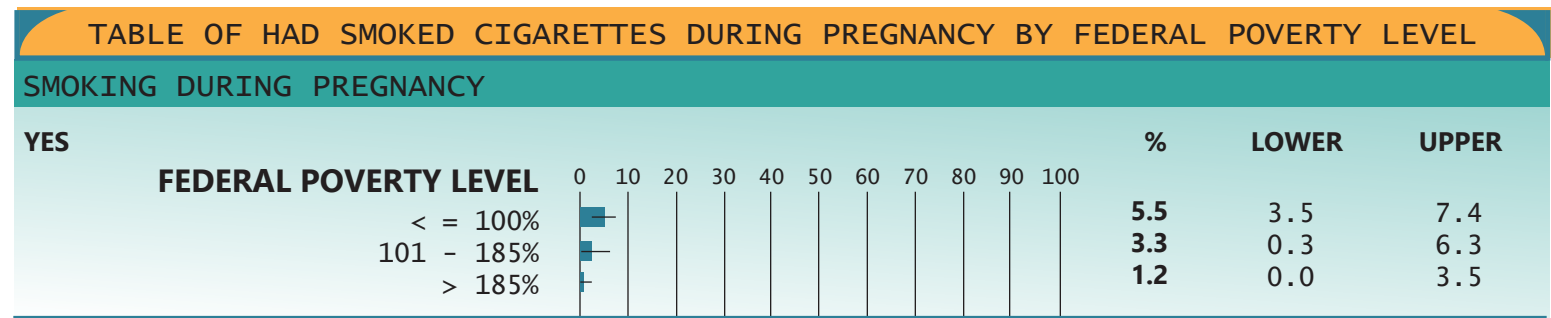 TABLE OF HAD SMOKED CIGARETTES DURING PREGNANCY BY FEDERAL POVERTY LEVEL
SMOKING DURING PREGNANCY
YES % LOWER UPPER
FEDERAL POVERTY LEVEL 0 10 20 30 40 50 60 70 80 90 100
< = 100% 5.5 3.5 7.4
101 - 185% 3.3 0.3 6.3
> 185% 1.2 0.0 3.5